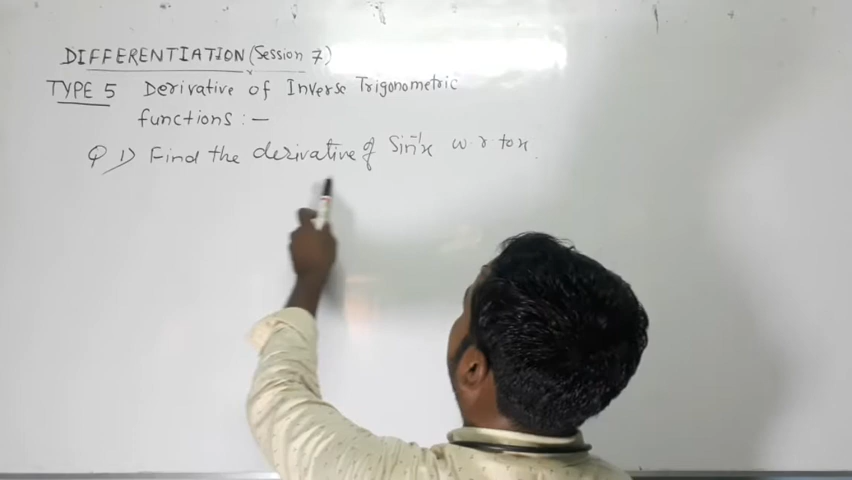 DIFFERENTIATION (Session 7)
TYPE 5 Derivative of Inverse Trigonometric
functions :-
Q 1) Find the derivative of Sin⁻¹x w.r.to x.